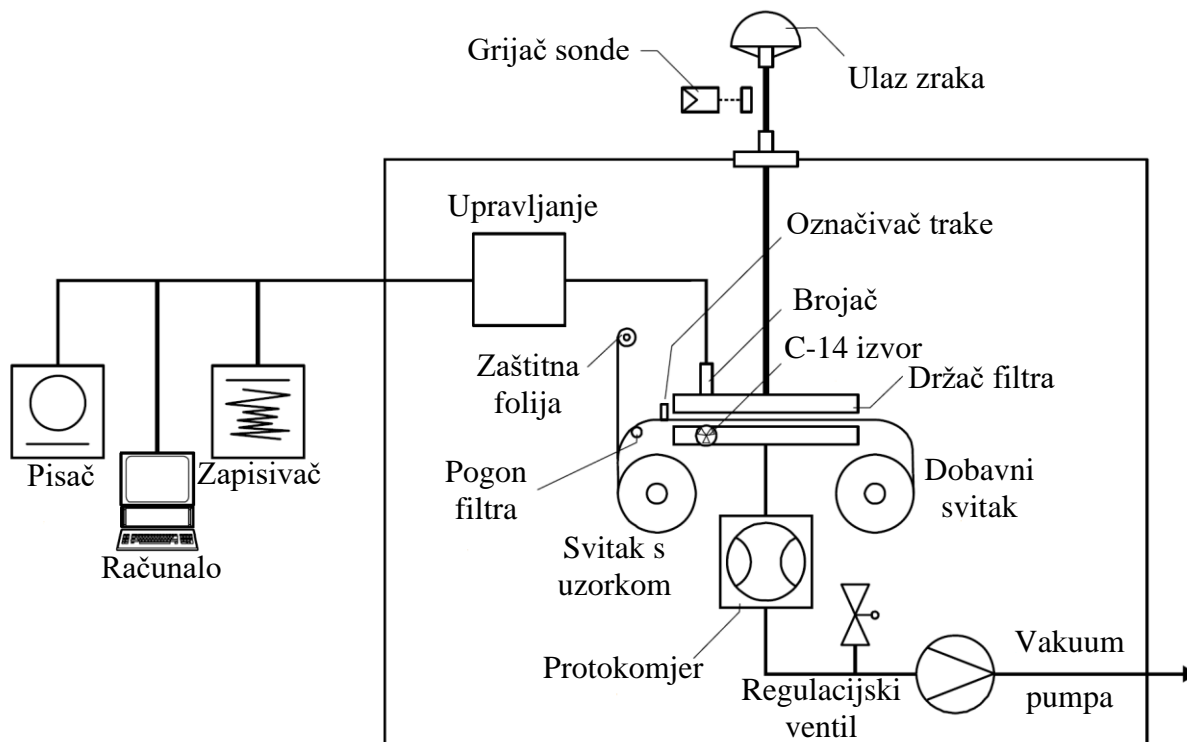 Grijač sonde
Ulaz zraka
Upravljanje
Označivač trake
Brojač
C-14 izvor
Držač filtra
Zaštitna
folija
Pisač
Zapisivač
Računalo
Pogon
filtra
Dobavni
svitak
Svitak s
uzorkom
Protokomjer
Regulacijski
ventil
Vakuum
pumpa